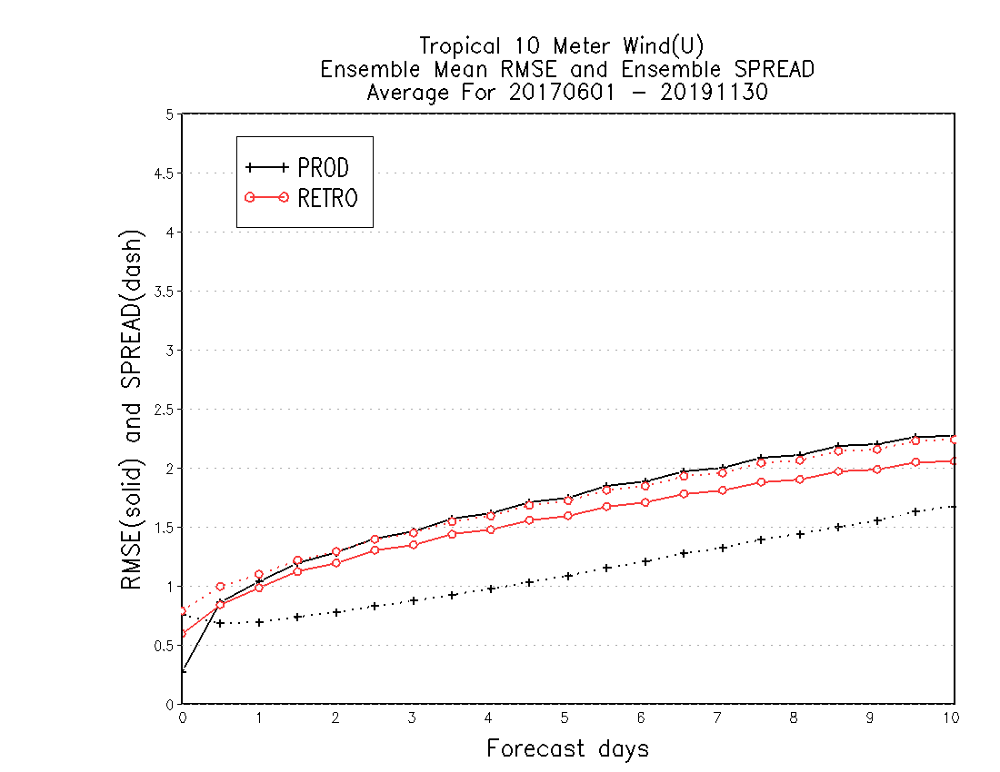 Tropical 10 Meter Wind(U)
Ensemble Mean RMSE and Ensemble SPREAD
Average For 20170601 - 20191130
PROD
RETRO
RMSE(solid) and SPREAD(dash)
5
4.5
4
3.5
3
2.5
2
1.5
1
0.5
0
0 1 2 3 4 5 6 7 8 9 10
Forecast days